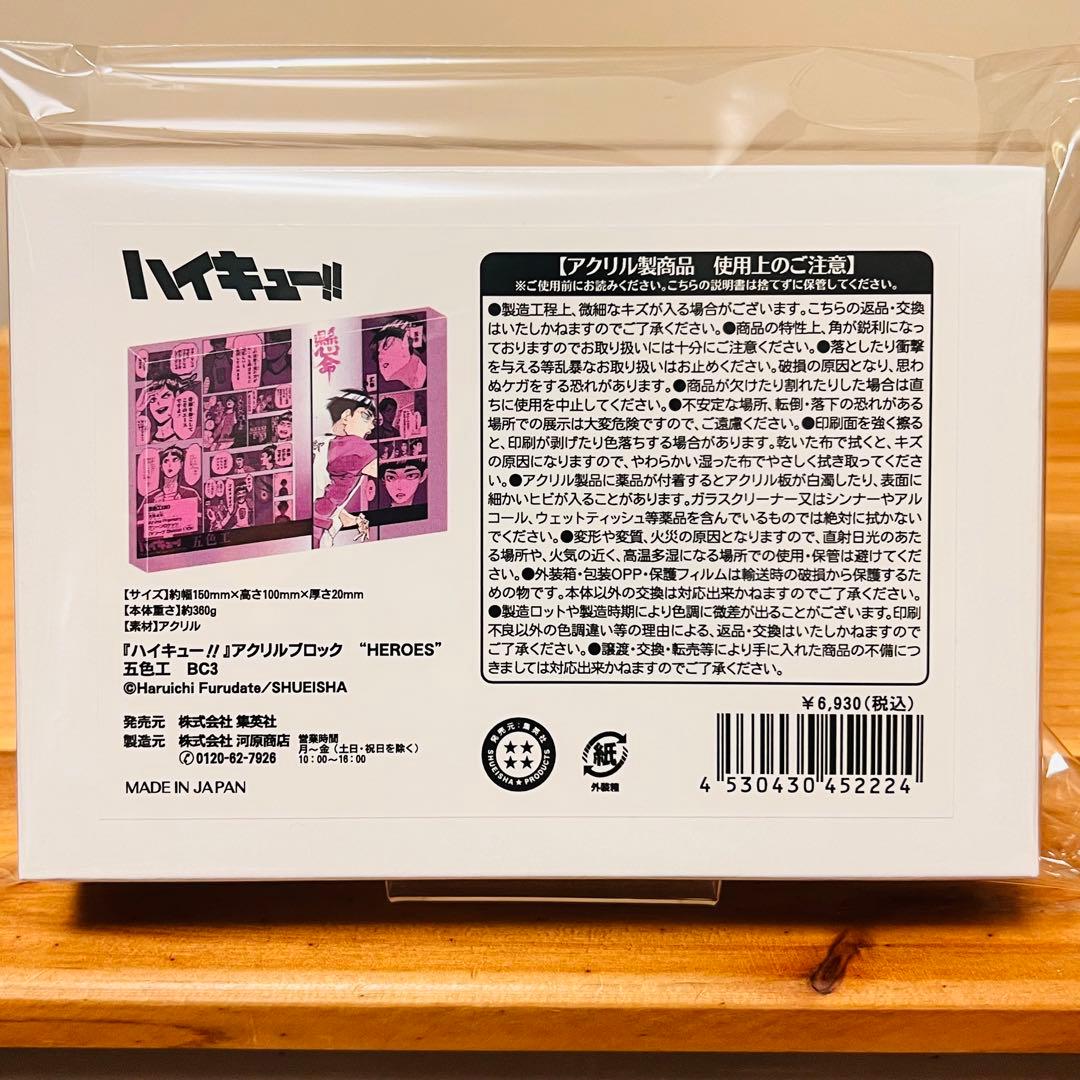 ハイキュー!!
懸命
五色工
【サイズ】約幅150mm×高さ100mm×厚さ20mm
【本体重さ】約360g
【素材】アクリル
『ハイキュー!!』アクリルブロック “HEROES”
五色工 BC3
©Haruichi Furudate/SHUEISHA
発売元 株式会社 集英社
製造元 株式会社 河原商店
0120-62-7926
営業時間
月〜金（土日・祝日を除く）
10：00〜16：00
MADE IN JAPAN
【アクリル製商品 使用上のご注意】
※ご使用前にお読みください。こちらの説明書は捨てずに保管してください。
●製造工程上、微細なキズが入る場合がございます。こちらの返品・交換
はいたしかねますのでご了承ください。●商品の特性上、角が鋭利になっ
ておりますのでお取り扱いには十分にご注意ください。●落としたり衝撃
を与える等乱暴なお取り扱いはお止めください。破損の原因となり、思わ
ぬケガをする恐れがあります。●商品が欠けたり割れたりした場合は直
ちに使用を中止してください。●不安定な場所、転倒・落下の恐れがある
場所での展示は大変危険ですので、ご遠慮ください。●印刷面を強く擦る
と、印刷が剥げたり色落ちする場合があります。乾いた布で拭くと、キズ
の原因になりますので、やわらかい湿った布でやさしく拭き取ってくださ
い。●アクリル製品に薬品が付着するとアクリル板が白濁したり、表面に
細かいヒビが入ることがあります。ガラスクリーナー又はシンナーやアル
コール、ウェットティッシュ等薬品を含んでいるものでは絶対に拭かない
でください。●変形や変質、火災の原因となりますので、直射日光のあた
る場所や、火気の近く、高温多湿になる場所での使用・保管は避けてくだ
さい。●外装箱・包装OPP・保護フィルムは輸送時の破損から保護するた
めの物です。本体以外の交換は対応出来かねますのでご了承ください。
●製造ロットや製造時期により色調に微差が出ることがございます。印刷
不良以外の色調違い等の理由による、返品・交換はいたしかねますので
ご了承ください。●譲渡・交換・転売等により手に入れた商品の不備につ
きましては対応出来かねますのでご了承ください。
￥6,930（税込）
発売元：集英社
SHUEISHA★PRODUCTS
紙
外装箱
4 530430 452224